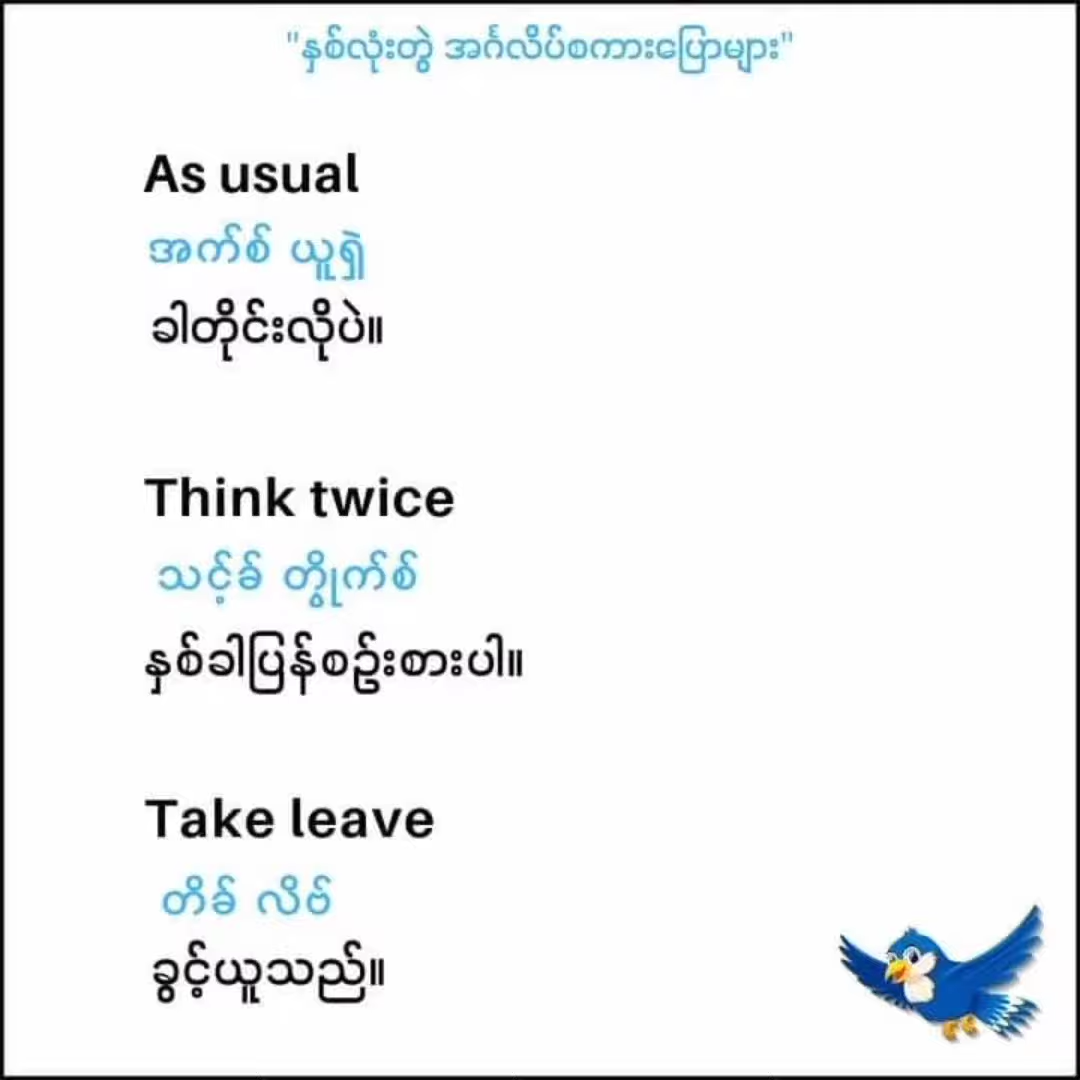 "နှစ်လုံးတွဲ အင်္ဂလိပ်စကားပြောများ"
As usual
အက်စ် ယူရှဲ
ခါတိုင်းလိုပဲ။
Think twice
သင့်ခ် တွိုက်စ်
နှစ်ခါပြန်စဉ်းစားပါ။
Take leave
တိခ် လိဗ်
ခွင့်ယူသည်။